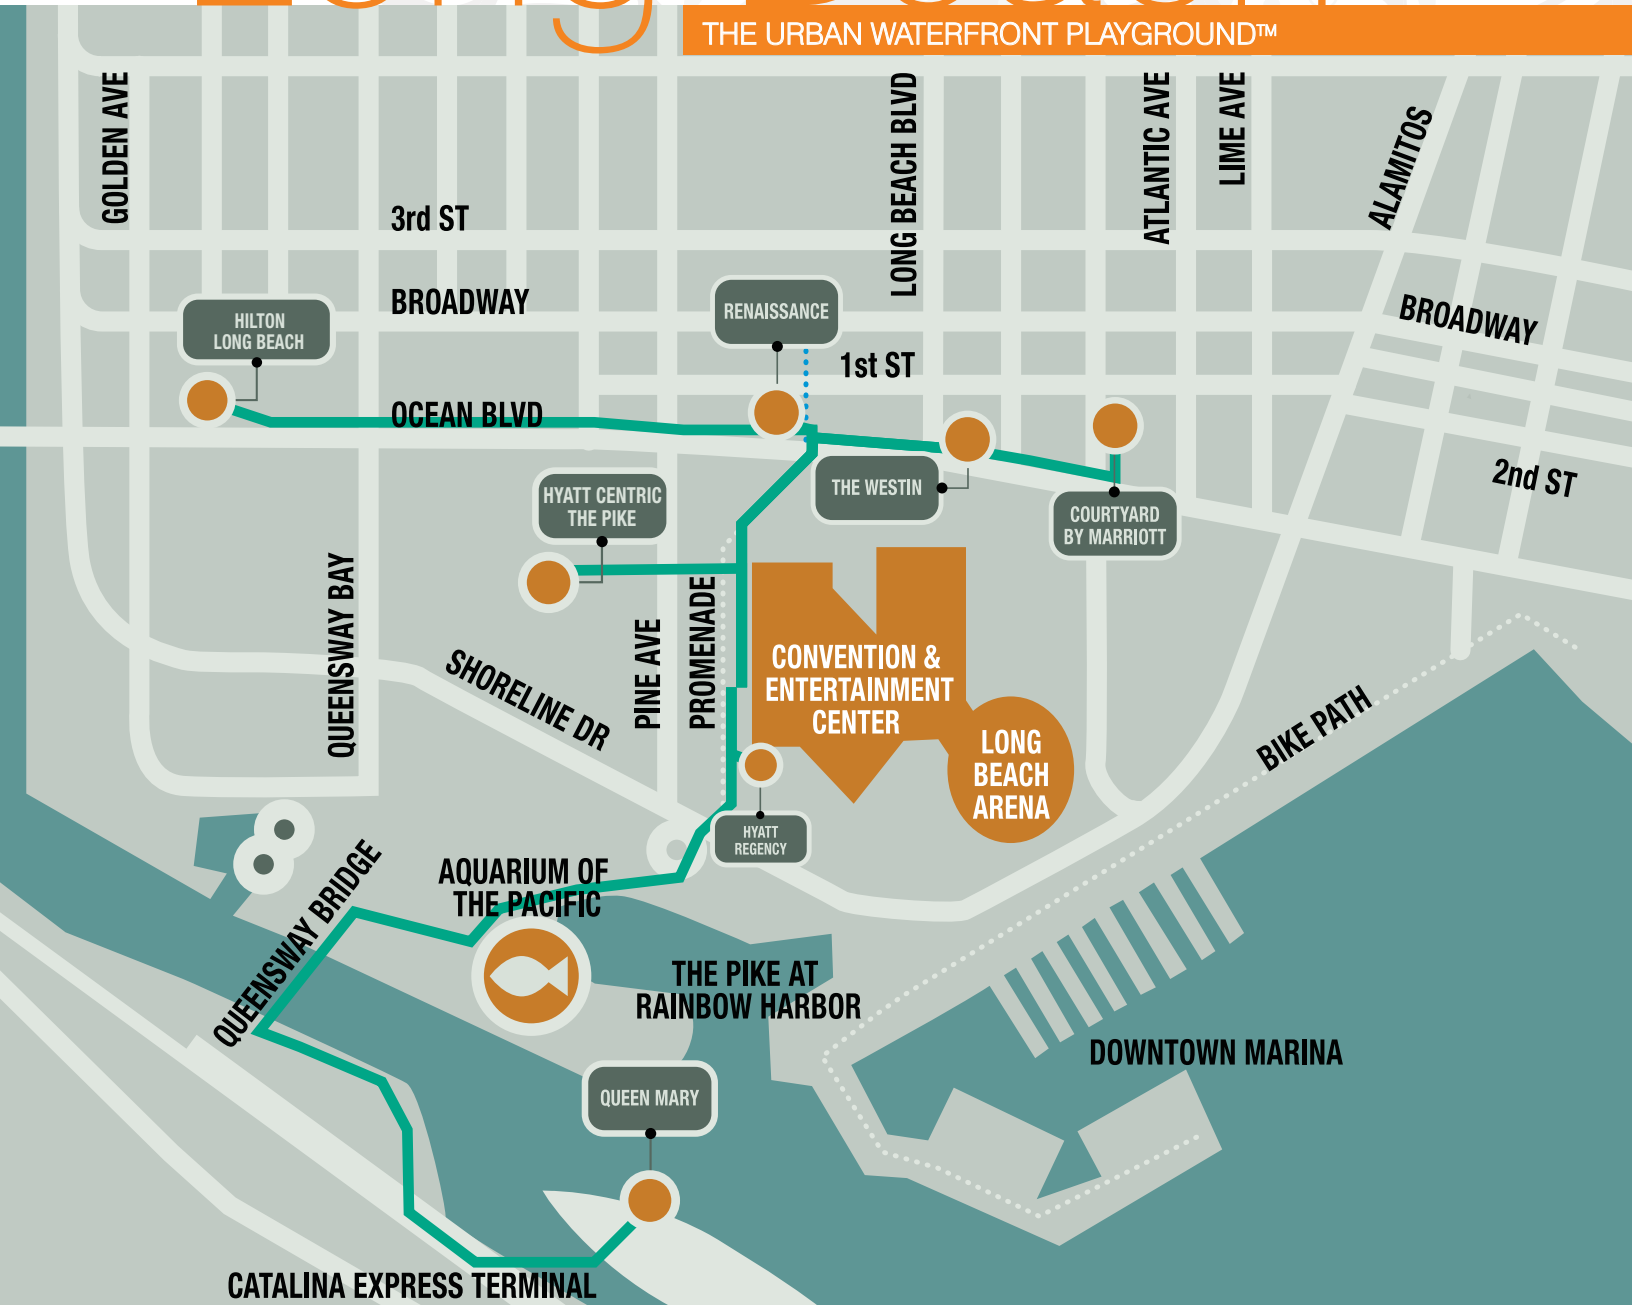 THE URBAN WATERFRONT PLAYGROUND™
GOLDEN AVE
LONG BEACH BLVD
ATLANTIC AVE
LIME AVE
ALAMITOS
3rd ST
BROADWAY
HILTON
LONG BEACH
RENAISSANCE
BROADWAY
1st ST
OCEAN BLVD
HYATT CENTRIC
THE PIKE
THE WESTIN
COURTYARD
BY MARRIOTT
2nd ST
QUEENSWAY BAY
SHORELINE DR
PINE AVE
PROMENADE
CONVENTION &
ENTERTAINMENT
CENTER
LONG
BEACH
ARENA
BIKE PATH
HYATT
REGENCY
AQUARIUM OF
THE PACIFIC
QUEENSWAY BRIDGE
THE PIKE AT
RAINBOW HARBOR
DOWNTOWN MARINA
QUEEN MARY
CATALINA EXPRESS TERMINAL